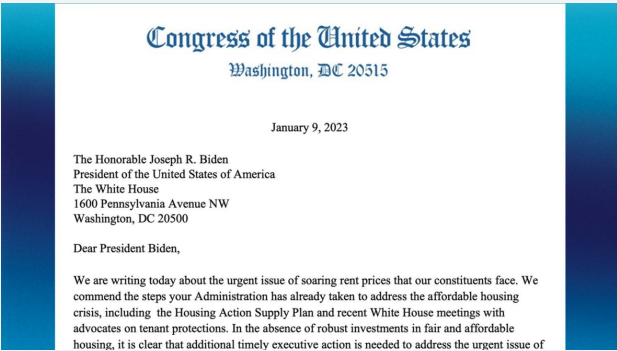 Congress of the United States
Washington, DC 20515
January 9, 2023
The Honorable Joseph R. Biden
President of the United States of America
The White House
1600 Pennsylvania Avenue NW
Washington, DC 20500
Dear President Biden,
We are writing today about the urgent issue of soaring rent prices that our constituents face. We
commend the steps your Administration has already taken to address the affordable housing
crisis, including the Housing Action Supply Plan and recent White House meetings with
advocates on tenant protections. In the absence of robust investments in fair and affordable
housing, it is clear that additional timely executive action is needed to address the urgent issue of